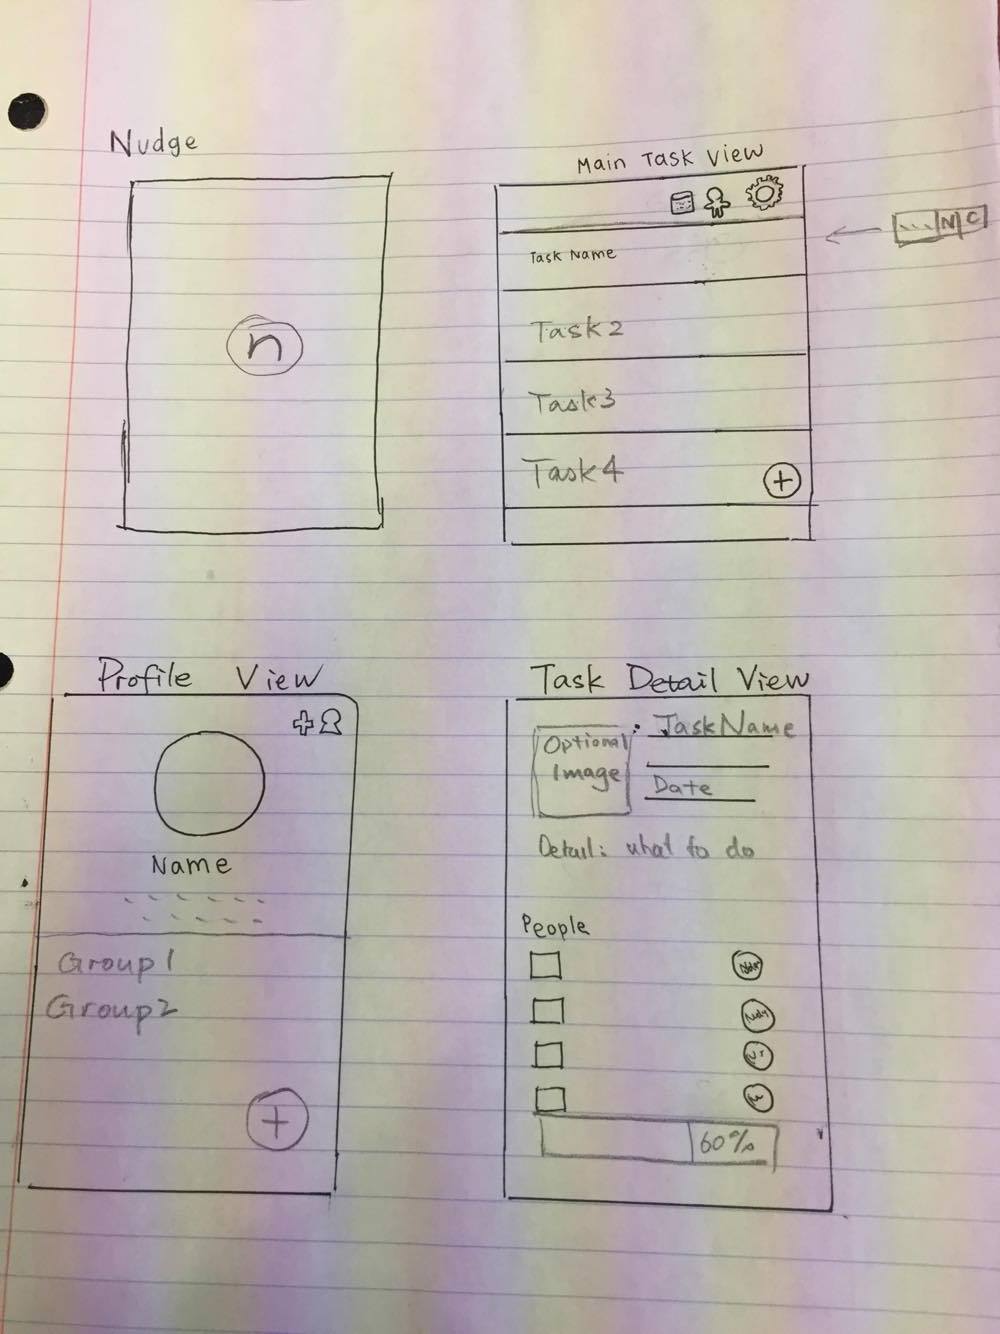 Nudge
n
Main Task View
... N C
Task Name
Task2
Task3
Task4
+
Profile View
+
Name
Group1
Group2
+
Task Detail View
Optional
Image
TaskName
Date
Detail: what to do
People
60%